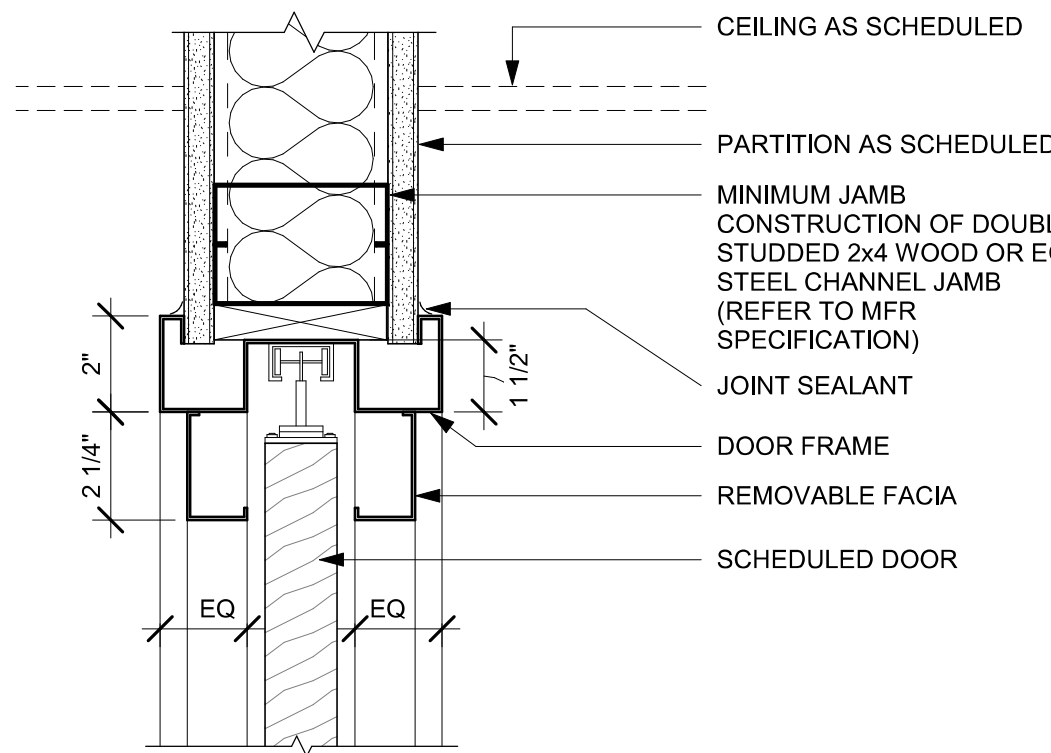 CEILING AS SCHEDULED
PARTITION AS SCHEDULED
MINIMUM JAMB
CONSTRUCTION OF
STUDDED 2x4 WOOD OR
STEEL CHANNEL JAMB
(REFER TO MFR
SPECIFICATION)
JOINT SEALANT
DOOR FRAME
REMOVABLE FACIA
SCHEDULED DOOR
2"
2 1/4"
1 1/2"
EQ
EQ